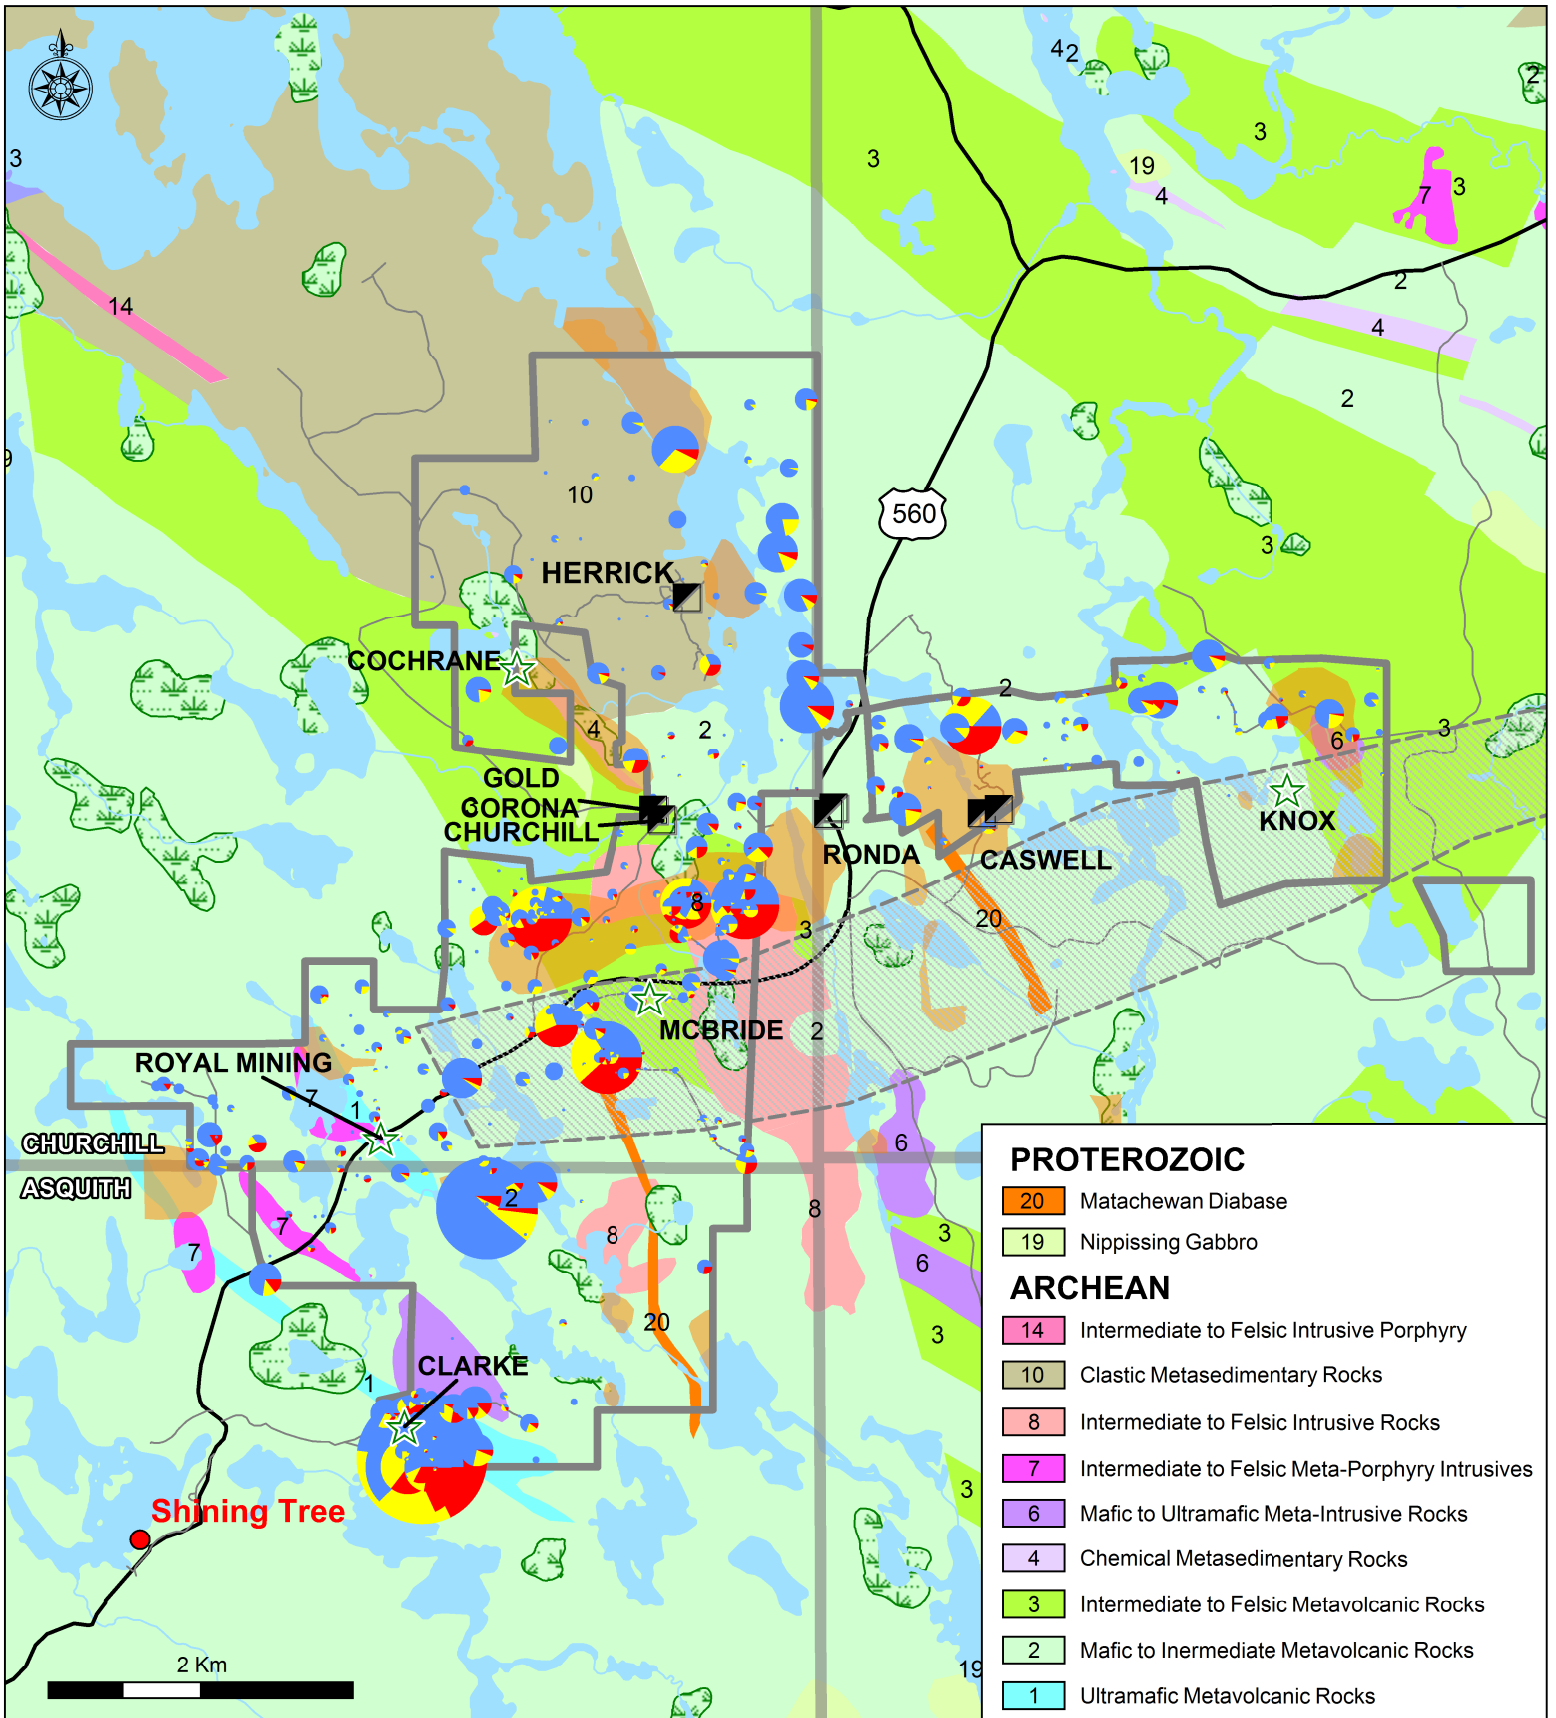 42
2
3
3
3
19
4
7
3
14
2
4
2
9
10
560
3
HERRICK
COCHRANE
2
4
2
3
6
GOLD
CORONA
CHURCHILL
KNOX
RONDA
CASWELL
8
3
20
MCBRIDE
2
ROYAL MINING
7
1
CHURCHILL
6
ASQUITH
2
8
7
7
8
3
6
20
3
CLARKE
1
3
Shining Tree
19
2 Km
PROTEROZOIC
20 Matachewan Diabase
19 Nippissing Gabbro
ARCHEAN
14 Intermediate to Felsic Intrusive Porphyry
10 Clastic Metasedimentary Rocks
8 Intermediate to Felsic Intrusive Rocks
7 Intermediate to Felsic Meta-Porphyry Intrusives
6 Mafic to Ultramafic Meta-Intrusive Rocks
4 Chemical Metasedimentary Rocks
3 Intermediate to Felsic Metavolcanic Rocks
2 Mafic to Inermediate Metavolcanic Rocks
1 Ultramafic Metavolcanic Rocks